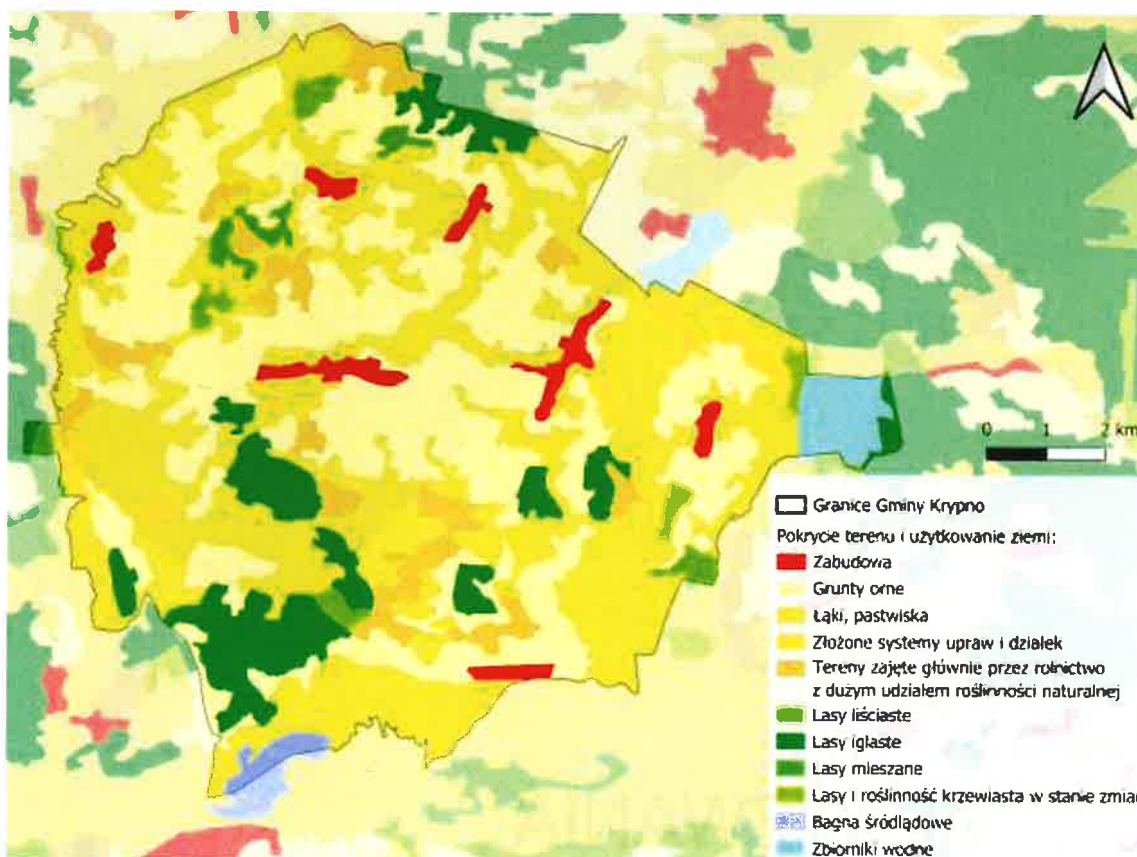 0 1 2 km
Granice Gminy Krypno
Pokrycie terenu i użytkowanie ziemi:
Zabudowa
Grunty orne
Łąki, pastwiska
Złożone systemy upraw i działek
Tereny zajęte głównie przez rolnictwo
z dużym udziałem roślinności naturalnej
Lasy liściaste
Lasy iglaste
Lasy mieszane
Lasy i roślinność krzewiasta w stanie zmian
Bagna śródlądowe
Zbiorniki wodne